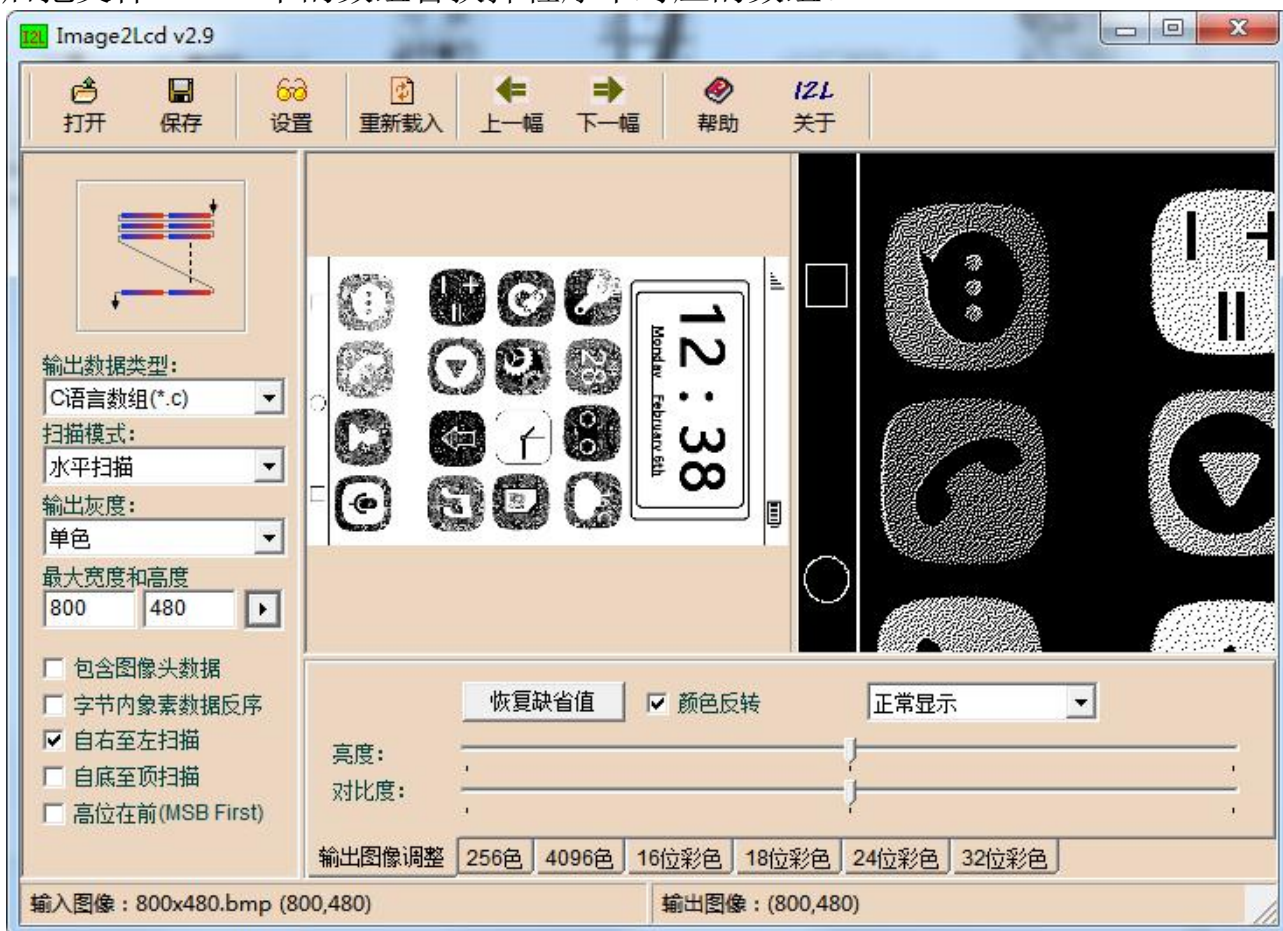 Image2Lcd v2.9
打开 保存 设置 重新载入 上一幅 下一幅 帮助 关于
输出数据类型:
C语言数组(*.c)
扫描模式:
水平扫描
输出灰度:
单色
最大宽度和高度
800 480
包含图像头数据
字节内象素数据反序
自右至左扫描
自底至顶扫描
高位在前(MSB First)
12:38
Monday February 6th
28
恢复缺省值 颜色反转 正常显示
亮度:
对比度:
输出图像调整 256色 4096色 16位彩色 18位彩色 24位彩色 32位彩色
输入图像:800x480.bmp (800,480) 输出图像:(800,480)